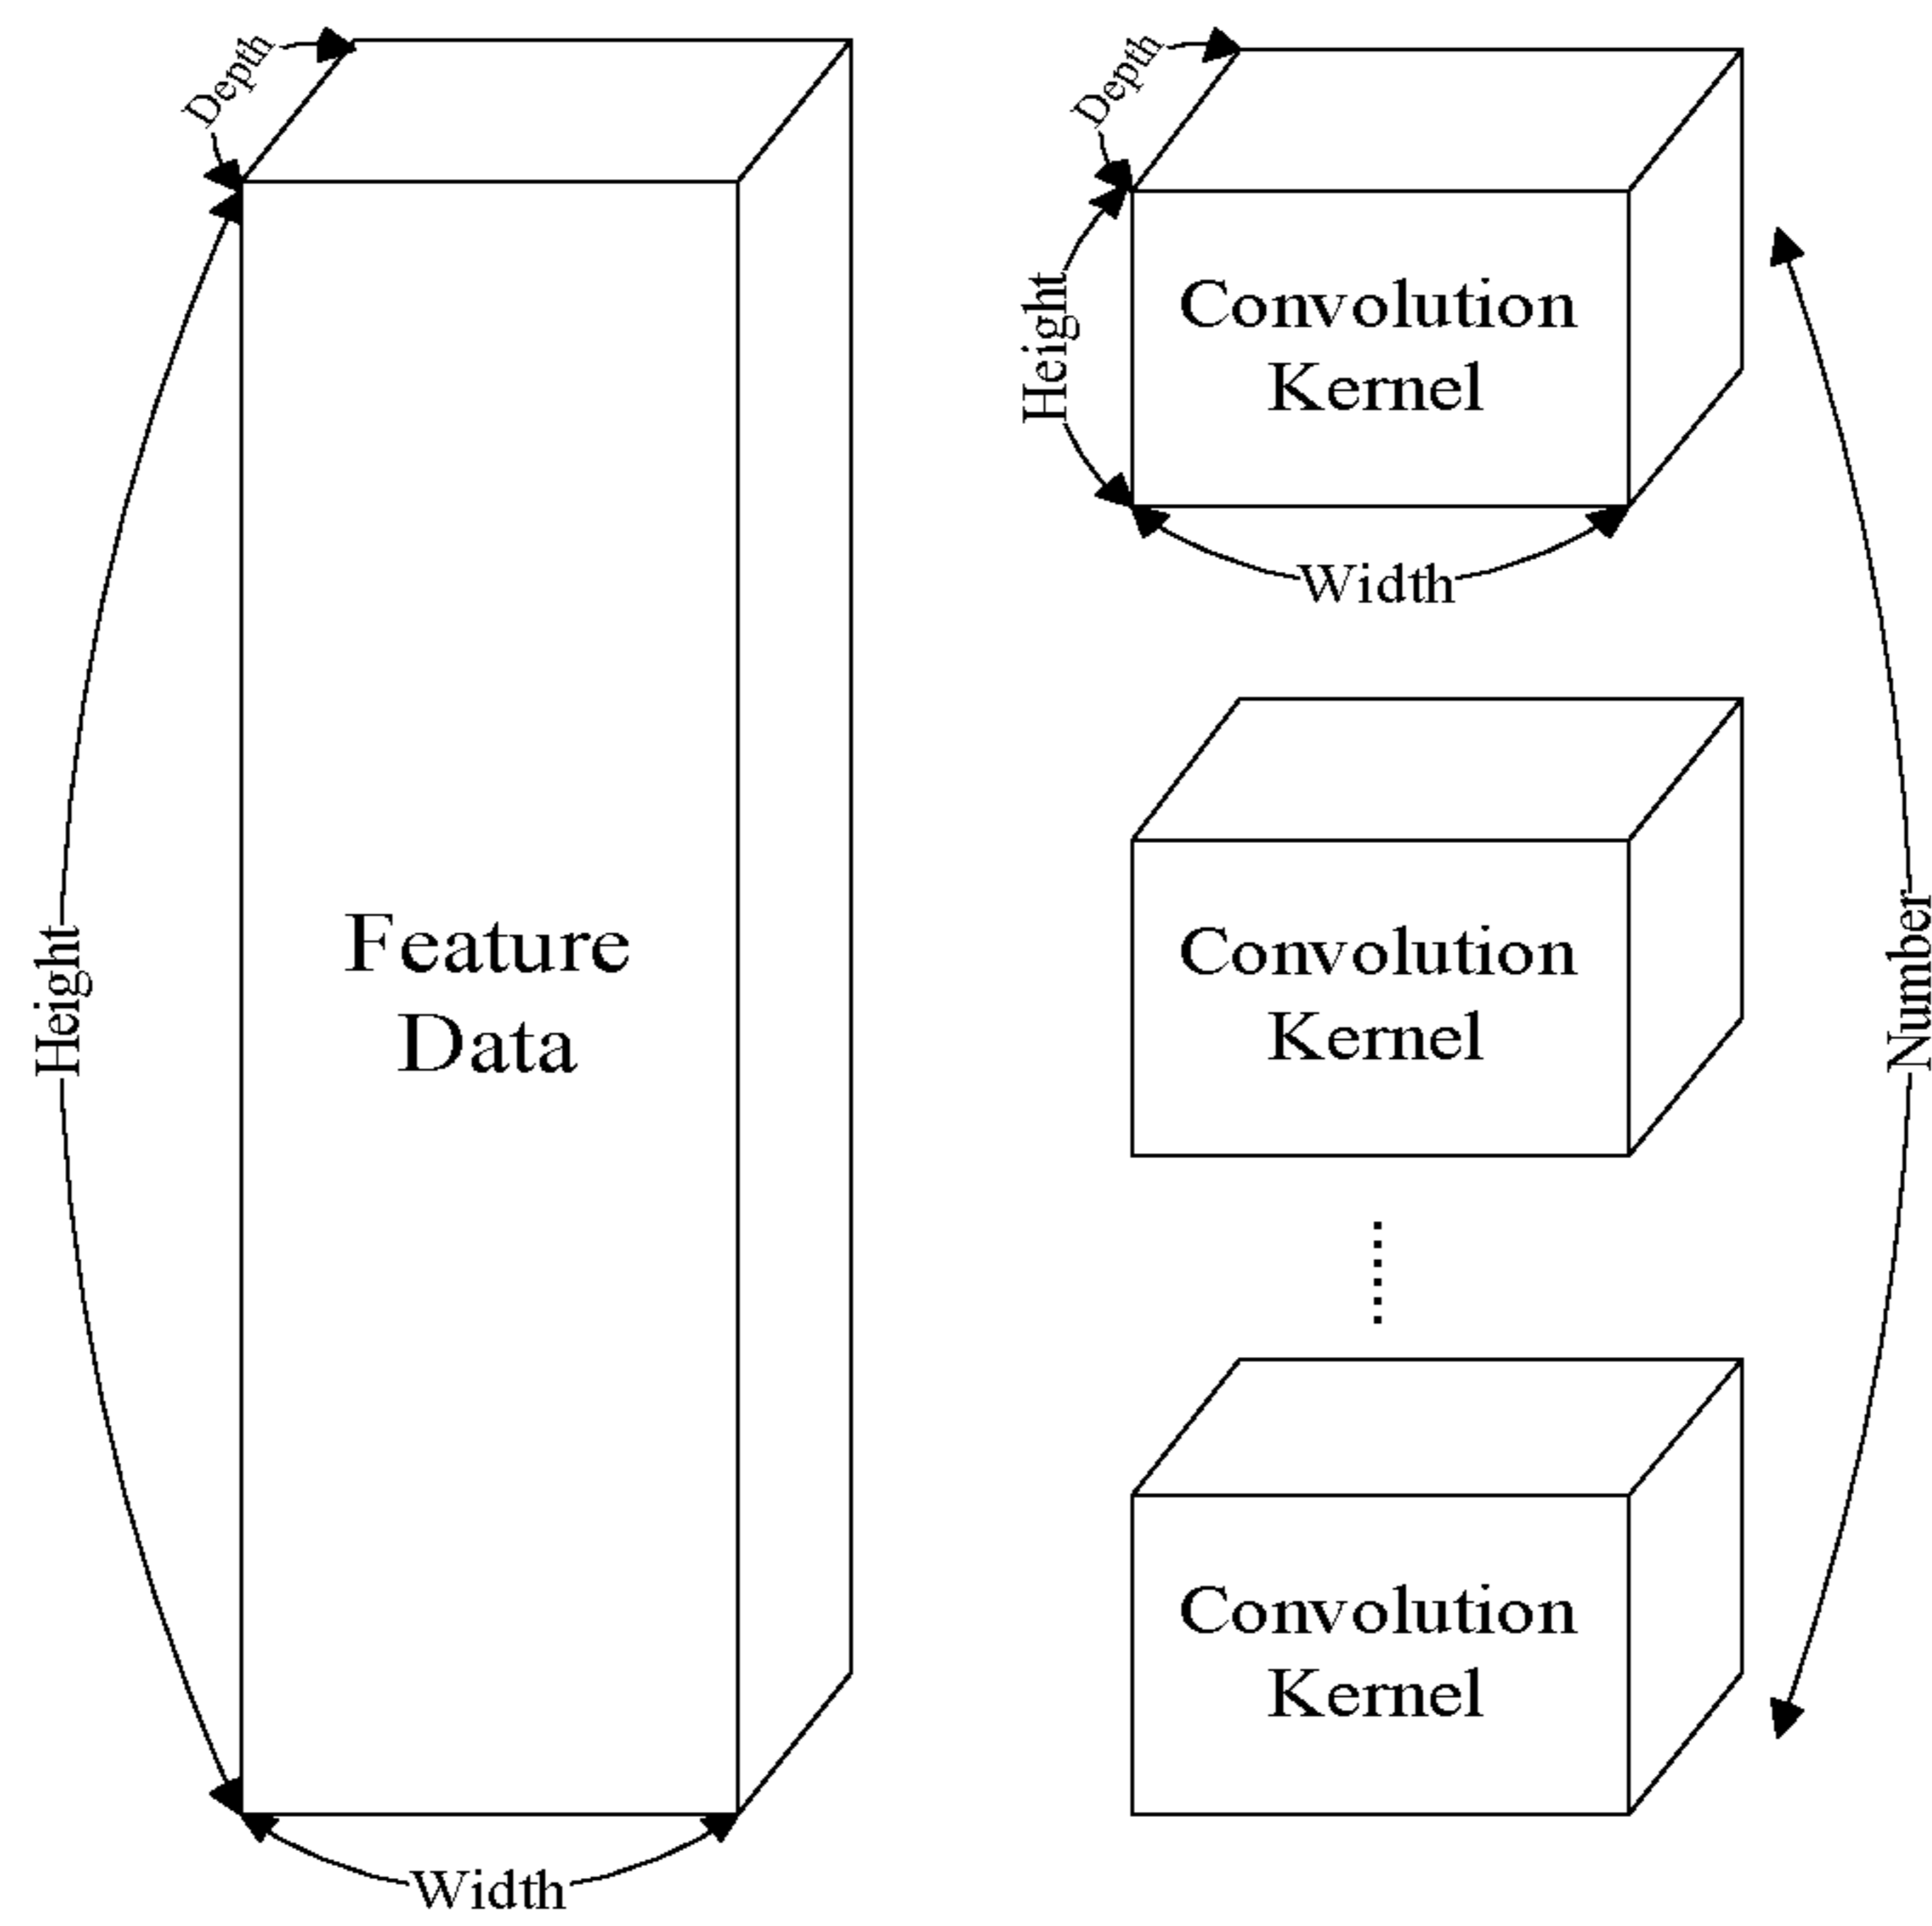 Depth
Height
Feature
Data
Width
Depth
Height
Convolution
Kernel
Width
Convolution
Kernel
Convolution
Kernel
Number